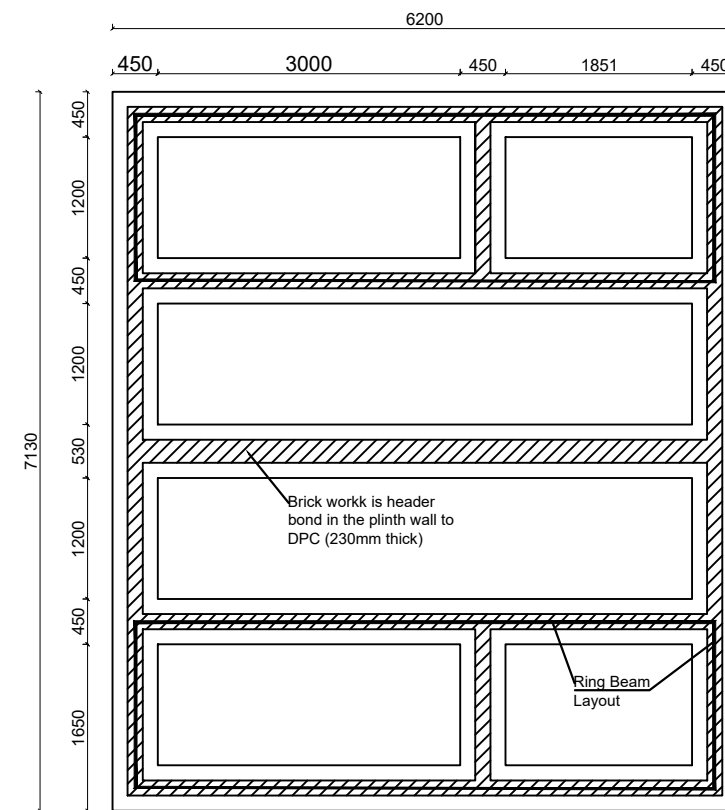 6200
450 3000 450 1851 450
7130
450
1200
450
1200
530
1200
450
1650
Brick workk is header
bond in the plinth wall to
DPC (230mm thick)
Ring Beam
Layout